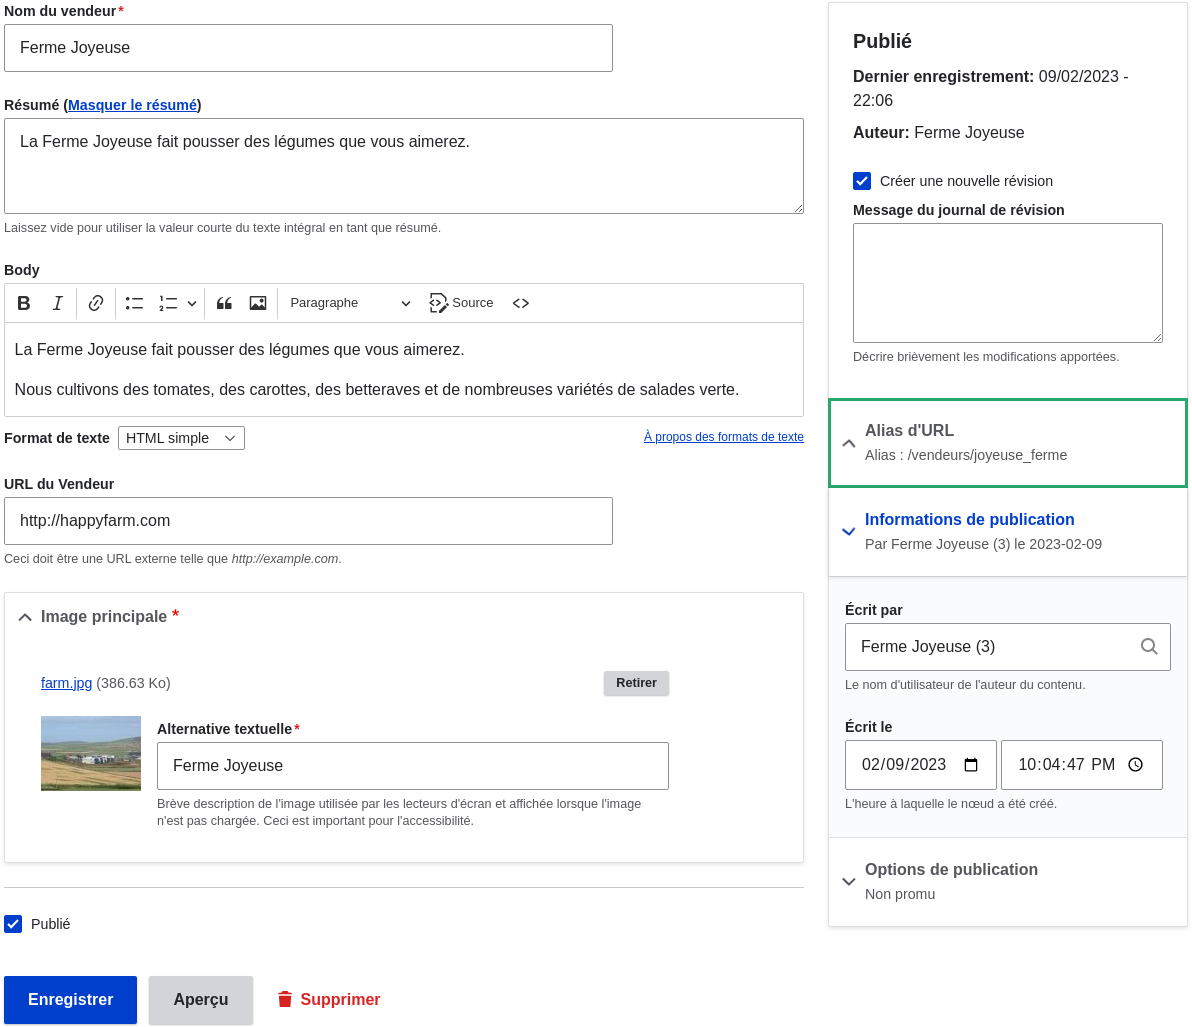 Nom du vendeur*
Ferme Joyeuse
Résumé (Masquer le résumé)
La Ferme Joyeuse fait pousser des légumes que vous aimerez.
Laissez vide pour utiliser la valeur courte du texte intégral en tant que résumé.
Body
B I Paragraphe Source
La Ferme Joyeuse fait pousser des légumes que vous aimerez.
Nous cultivons des tomates, des carottes, des betteraves et de nombreuses variétés de salades verte.
Format de texte HTML simple À propos des formats de texte
URL du Vendeur
http://happyfarm.com
Ceci doit être une URL externe telle que http://example.com.
Image principale *
farm.jpg (386.63 Ko) Retirer
Alternative textuelle*
Ferme Joyeuse
Brève description de l'image utilisée par les lecteurs d'écran et affichée lorsque l'image
n'est pas chargée. Ceci est important pour l'accessibilité.
Publié
Enregistrer Aperçu Supprimer
Publié
Dernier enregistrement: 09/02/2023 -
22:06
Auteur: Ferme Joyeuse
Créer une nouvelle révision
Message du journal de révision
Décrire brièvement les modifications apportées.
Alias d'URL
Alias : /vendeurs/joyeuse_ferme
Informations de publication
Par Ferme Joyeuse (3) le 2023-02-09
Écrit par
Ferme Joyeuse (3)
Le nom d'utilisateur de l'auteur du contenu.
Écrit le
02/09/2023 10:04:47 PM
L'heure à laquelle le nœud a été créé.
Options de publication
Non promu